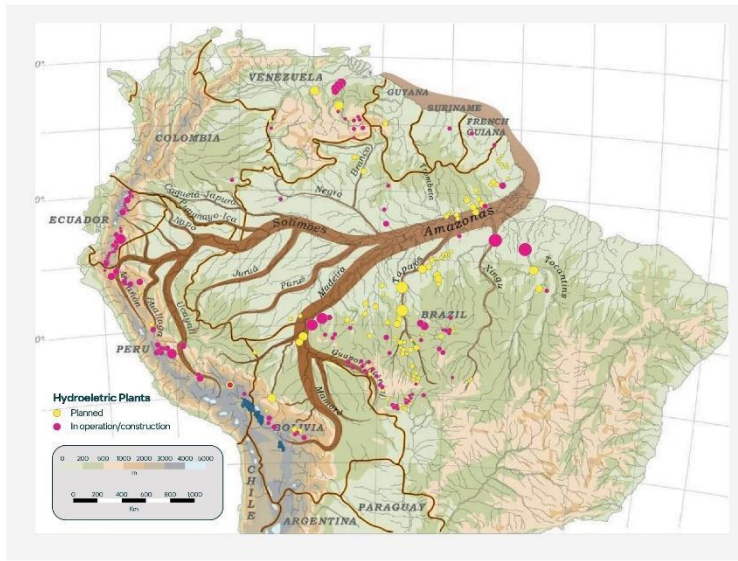 VENEZUELA
GUYANA
SURINAME
FRENCH
GUIANA
COLOMBIA
0°
Branco
Negro
Caquetá-Japurá
Putumayo-Iça
Napo
ECUADOR
Solimões
Amazonas
Juruá
Purus
Madeira
Tapajós
Xingu
Tocantins
Marañón
Huallaga
Ucayali
BRAZIL
PERU
Mamoré
BOLIVIA
CHILE
PARAGUAY
ARGENTINA
Hydroeletric Plants
Planned
In operation/construction
0 200 500 1000 2000 3000 4000 5000
m
0 200 400 600 800 1000
Km